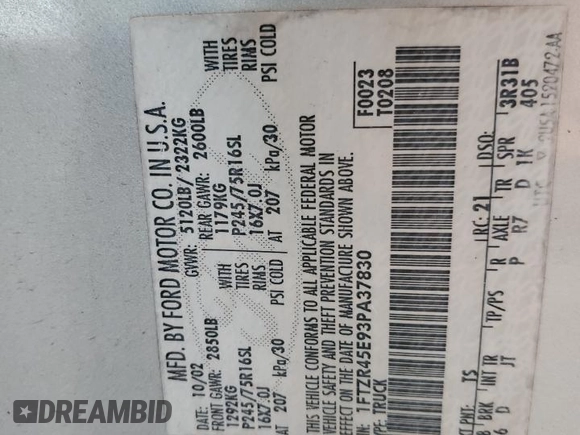 MFD. BY FORD MOTOR CO. IN U.S.A.
DATE: 10/02 GVWR: 5120LB/ 2322KG
FRONT GAWR: 2850LB REAR GAWR: 2600LB
1292KG 1179KG WITH
P245/75R16SL P245/75R16SL TIRES
16X7.0J 16X7.0J RIMS
AT 207 kPa/30 PSI COLD AT 207 kPa/30 PSI COLD
WITH
TIRES
RIMS
THIS VEHICLE CONFORMS TO ALL APPLICABLE FEDERAL MOTOR
VEHICLE SAFETY AND THEFT PREVENTION STANDARDS IN
EFFECT ON THE DATE OF MANUFACTURE SHOWN ABOVE.
1FTZR45E93PA37830
TYPE: TRUCK
F0023
T0208
PNT: TS RC: 21 DSO:
BRK INT TR TP/PS R AXLE TR SPR 3R31B
6 D JT P R7 D 1K 405
DREAMBID